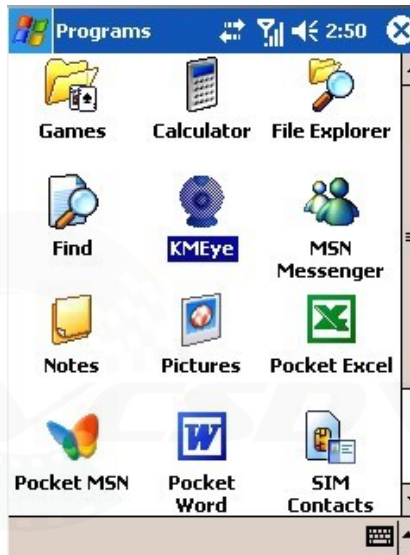 Programs 2:50
Games Calculator File Explorer
Find KMEye MSN
Messenger
Notes Pictures Pocket Excel
Pocket MSN Pocket SIM
Word Contacts